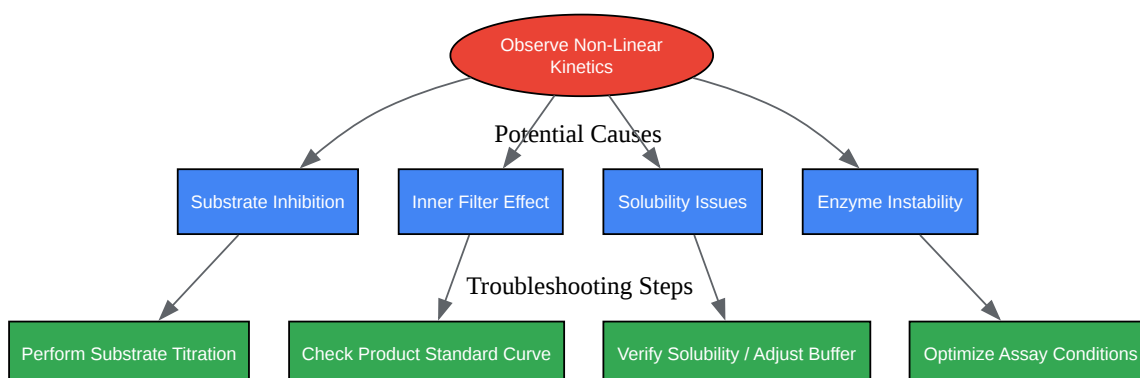 Observe Non-Linear
Kinetics
Potential Causes
Substrate Inhibition
Inner Filter Effect
Solubility Issues
Enzyme Instability
Troubleshooting Steps
Perform Substrate Titration
Check Product Standard Curve
Verify Solubility / Adjust Buffer
Optimize Assay Conditions